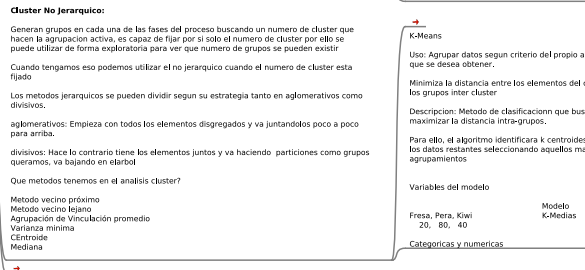 Cluster No Jerarquico:
Generan grupos en cada una de las fases del proceso buscando un numero de cluster que
hacen la agrupacion activa, es capaz de fijar por si solo el numero de cluster por ello se
puede utilizar de forma exploratoria para ver que numero de grupos se pueden existir
Cuando tengamos eso podemos utilizar el no jerarquico cuando el numero de cluster esta
fijado
Los metodos jerarquicos se pueden dividir segun su estrategia tanto en aglomerativos como
divisivos.
aglomerativos: Empieza con todos los elementos disgregados y va juntandolos poco a poco
para arriba.
divisivos: Hace lo contrario tiene los elementos juntos y va haciendo particiones como grupos
queramos, va bajando en elarbol
Que metodos tenemos en el analisis cluster?
Metodo vecino próximo
Metodo vecino lejano
Agrupación de Vinculación promedio
Varianza minima
CEntroide
Mediana
K-Means
Uso: Agrupar datos segun criterio del propio a
que se desea obtener.
Minimiza la distancia entre los elementos del
los grupos inter cluster
Descripcion: Metodo de clasificacionn que bus
maximizar la distancia intra-grupos.
Para ello, el algoritmo identificara k centroides
los datos restantes seleccionando aquellos ma
agrupamientos
Variables del modelo
Modelo
Fresa, Pera, Kiwi K-Medias
20, 80, 40
Categoricas y numericas